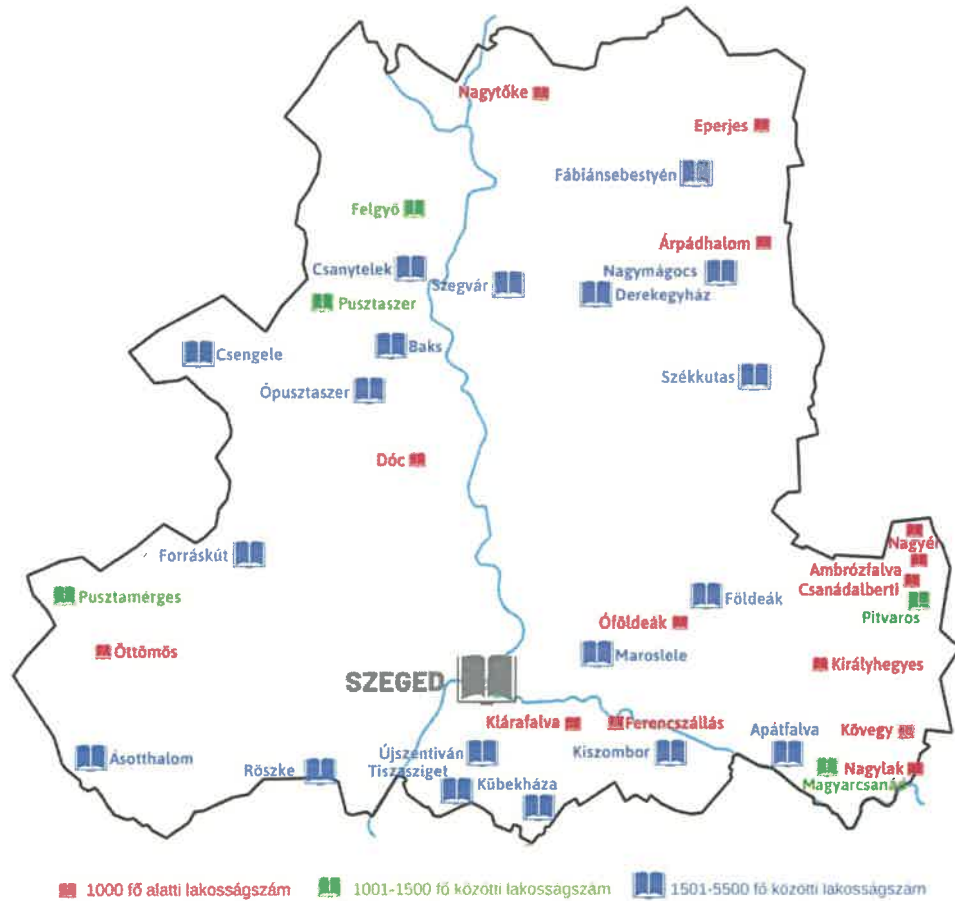 Nagytőke
Eperjes
Fábiánsebestyén
Felgyő
Árpádhalom
Csanytelek
Szegvár
Nagymágocs
Derekegyház
Pusztaszer
Csengele
Baks
Székkutas
Ópusztaszer
Dóc
Nagyér
Forráskút
Ambrózfalva
Csanádalberti
Pusztamérges
Földeák
Pitvaros
Óföldeák
Öttömös
Maroslele
Királyhegyes
SZEGED
Klárafalva
Ferencszállás
Apátfalva
Kövegy
Ásotthalom
Röszke
Újszentiván
Tiszasziget
Kiszombor
Kübekháza
Nagylak
Magyarcsanád
1000 fő alatti lakosságszám
1001-1500 fő közötti lakosságszám
1501-5500 fő közötti lakosságszám